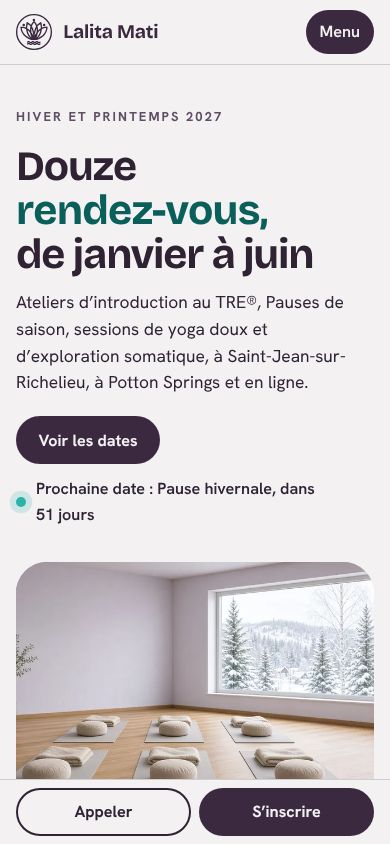 Lalita Mati
Menu
HIVER ET PRINTEMPS 2027
Douze
rendez-vous,
de janvier à juin
Ateliers d’introduction au TRE®, Pauses de
saison, sessions de yoga doux et
d’exploration somatique, à Saint-Jean-sur-
Richelieu, à Potton Springs et en ligne.
Voir les dates
Prochaine date : Pause hivernale, dans
51 jours
Appeler
S’inscrire